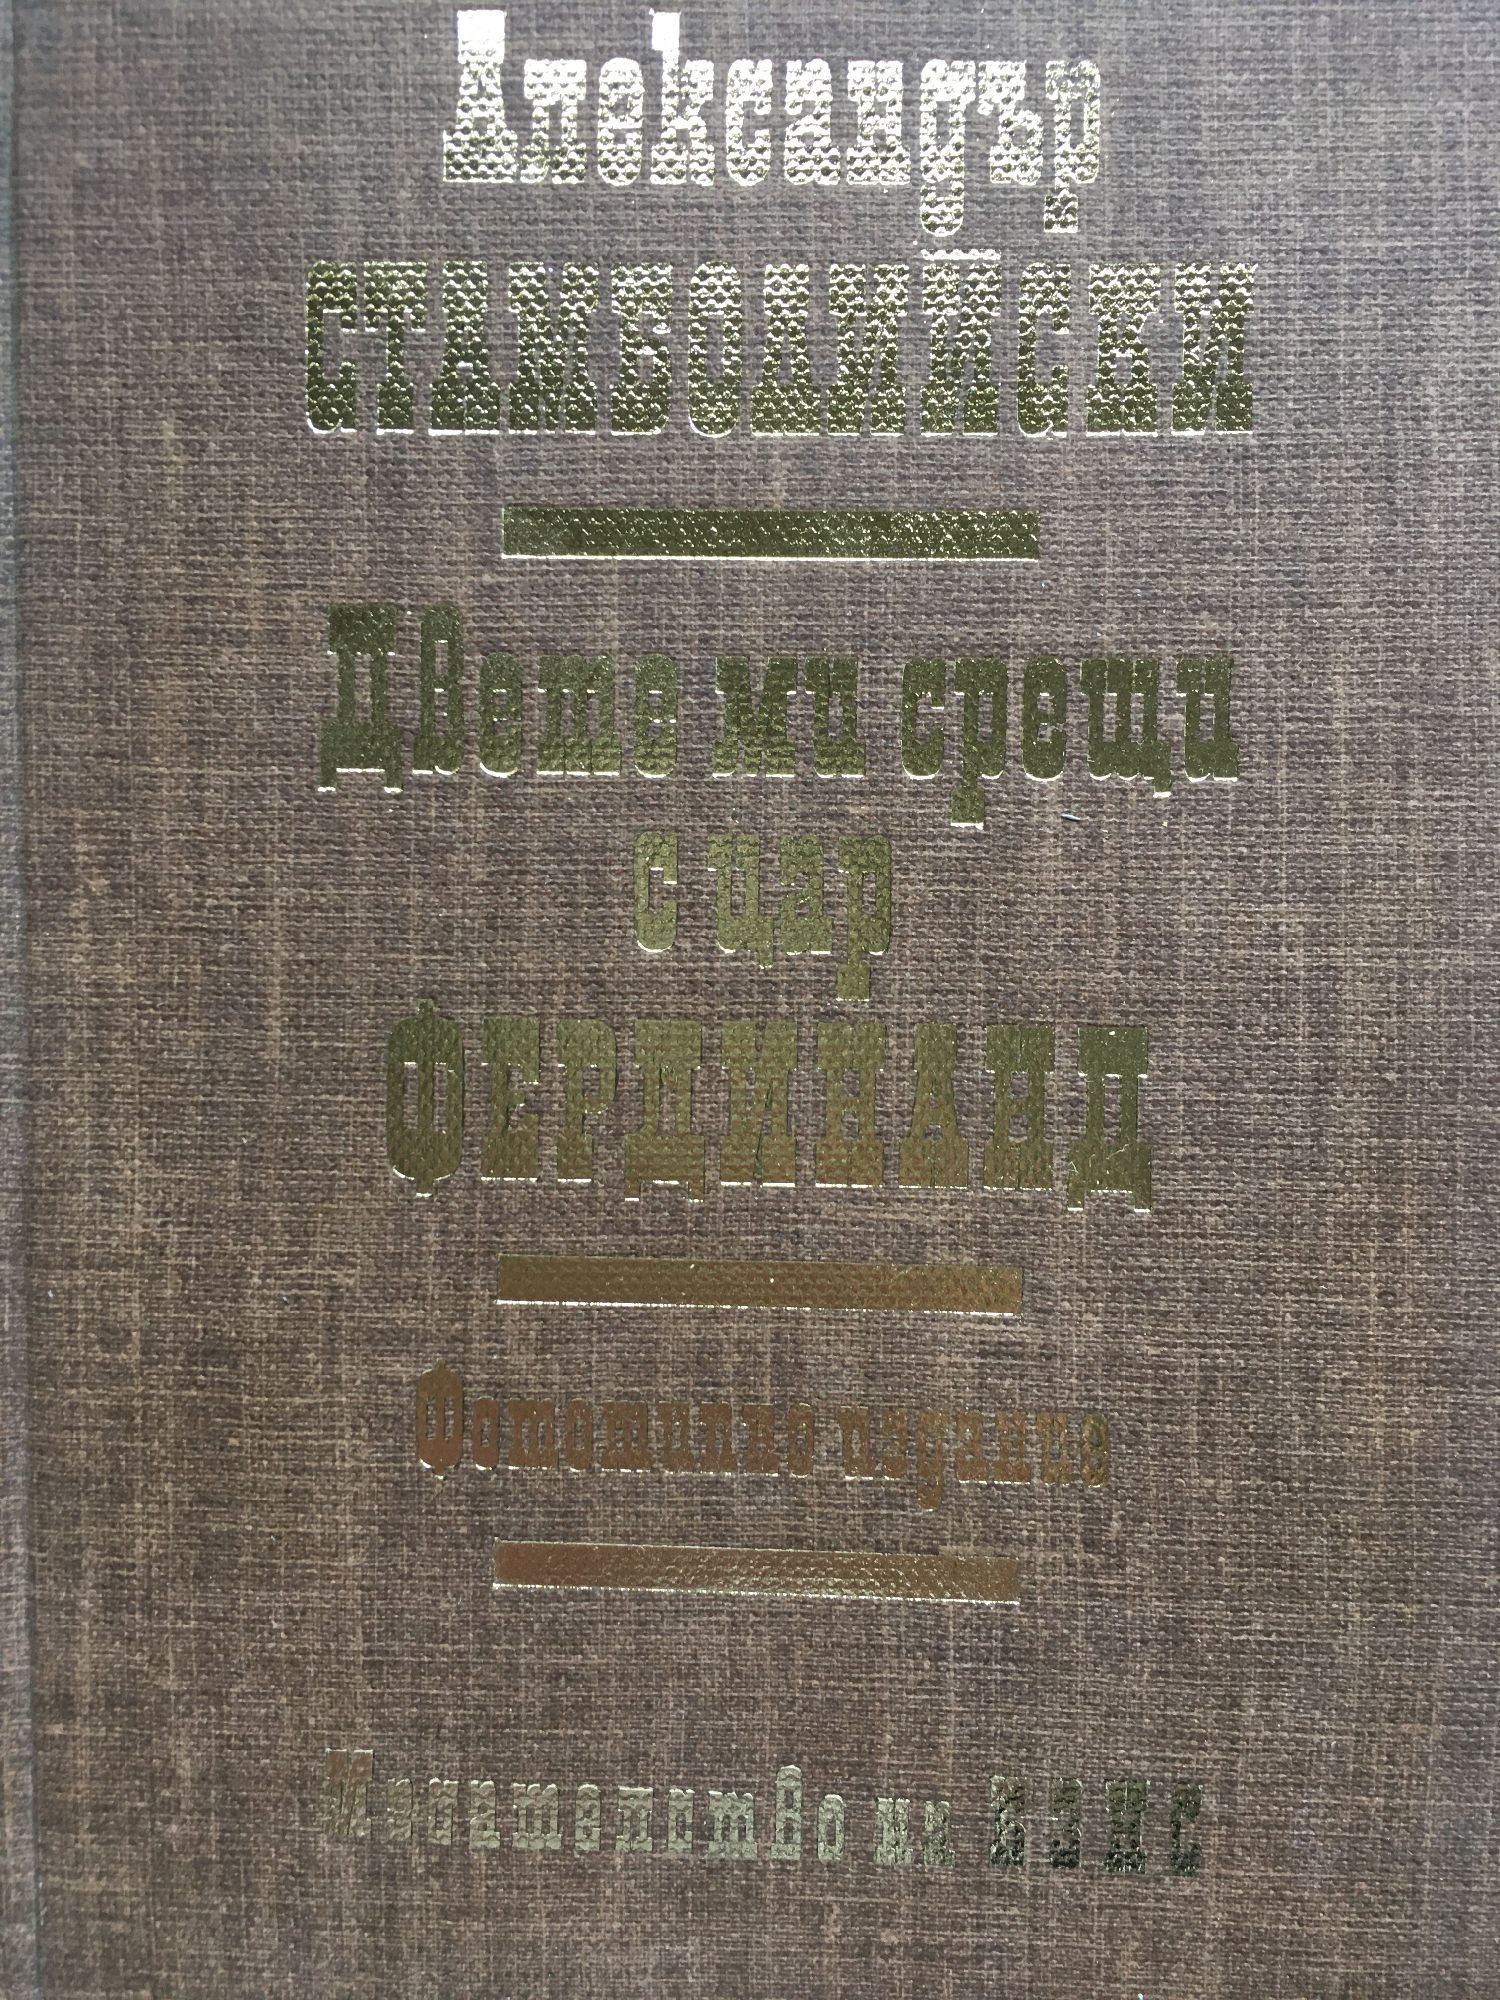 Александър
СТАМБОЛИЙСКИ
Двете ми срещи
с цар
ФЕРДИНАНД
Фототипно издание
Издателство на БЗНС